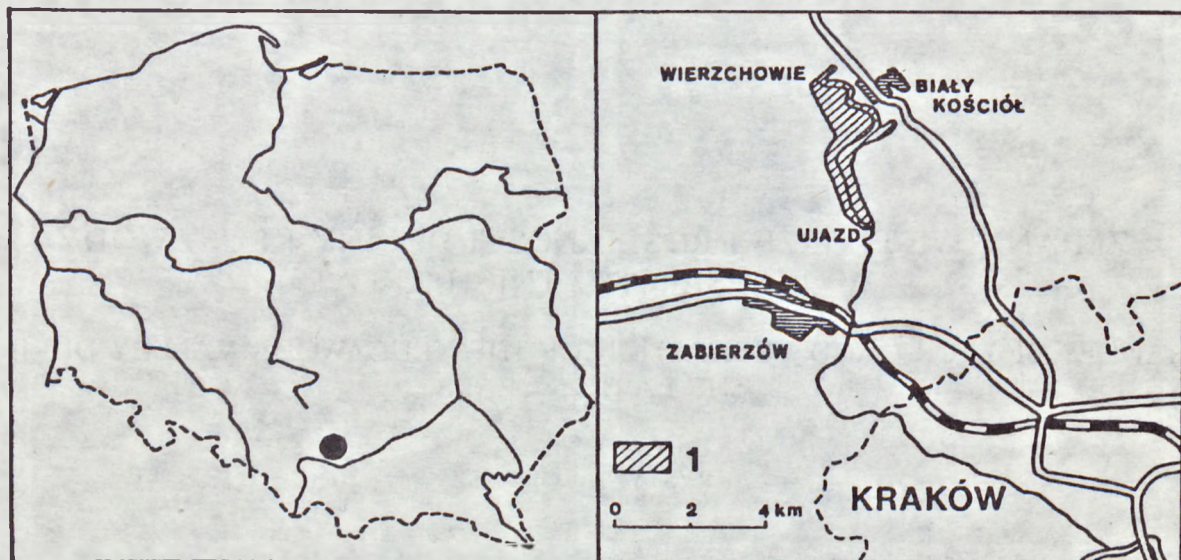 WIERZCHOWIE
BIAŁY
KOŚCIÓŁ
UJAZD
ZABIERZÓW
1
0 2 4 km
KRAKÓW